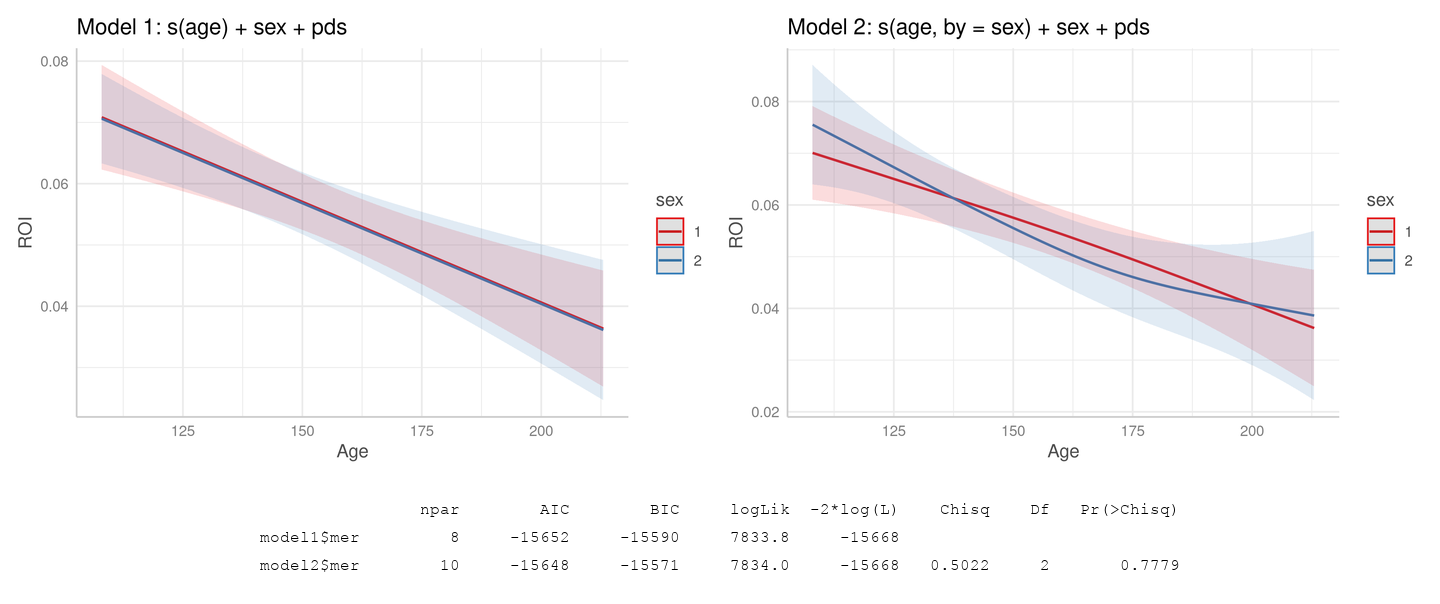 Model 1: s(age) + sex + pds
0.08
0.06
0.04
ROI
125 150 175 200
Age
sex
1
2
Model 2: s(age, by = sex) + sex + pds
0.08
0.06
0.04
0.02
ROI
125 150 175 200
Age
sex
1
2
npar AIC BIC logLik -2*log(L) Chisq Df Pr(>Chisq)
model1$mer 8 -15652 -15590 7833.8 -15668
model2$mer 10 -15648 -15571 7834.0 -15668 0.5022 2 0.7779